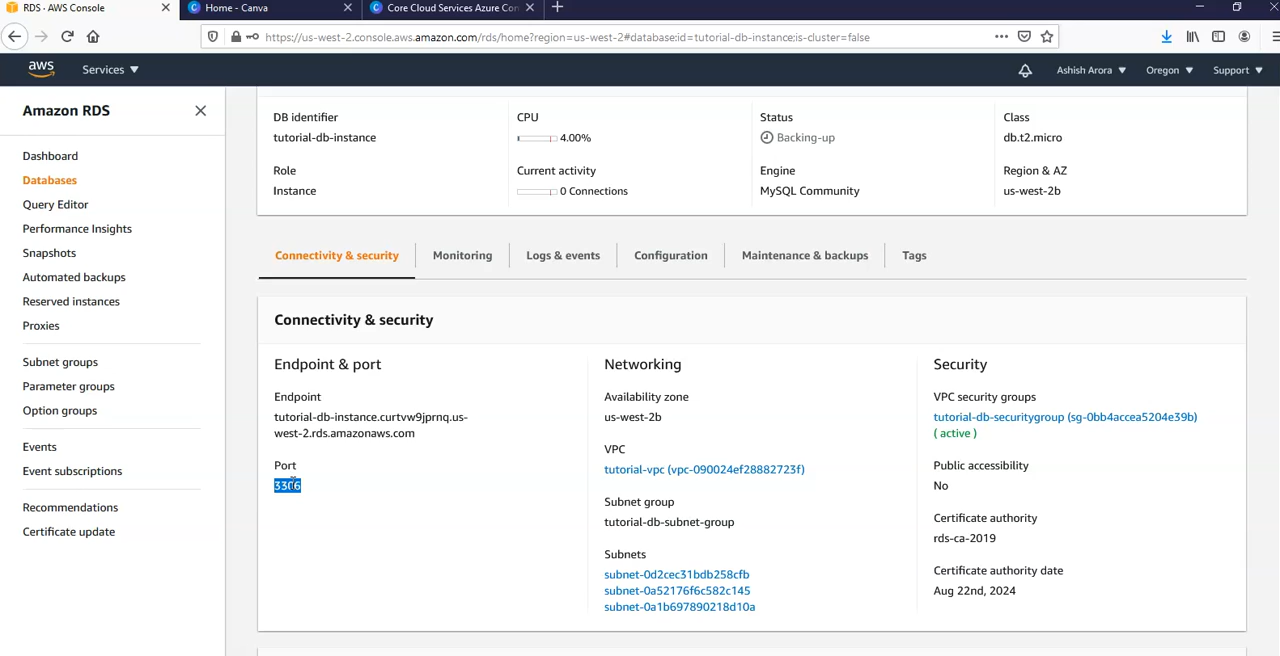 RDS · AWS Console
Home - Canva
Core Cloud Services Azure Con
https://us-west-2.console.aws.amazon.com/rds/home?region=us-west-2#database:id=tutorial-db-instance;is-cluster=false
aws
Services
Ashish Arora
Oregon
Support
Amazon RDS
Dashboard
Databases
Query Editor
Performance Insights
Snapshots
Automated backups
Reserved instances
Proxies
Subnet groups
Parameter groups
Option groups
Events
Event subscriptions
Recommendations
Certificate update
DB identifier
tutorial-db-instance
CPU
4.00%
Status
Backing-up
Class
db.t2.micro
Role
Instance
Current activity
0 Connections
Engine
MySQL Community
Region & AZ
us-west-2b
Connectivity & security
Monitoring
Logs & events
Configuration
Maintenance & backups
Tags
Connectivity & security
Endpoint & port
Endpoint
tutorial-db-instance.curtvw9jprnq.us-
west-2.rds.amazonaws.com
Port
3306
Networking
Availability zone
us-west-2b
VPC
tutorial-vpc (vpc-090024ef28882723f)
Subnet group
tutorial-db-subnet-group
Subnets
subnet-0d2cec31bdb258cfb
subnet-0a52176f6c582c145
subnet-0a1b697890218d10a
Security
VPC security groups
tutorial-db-securitygroup (sg-0bb4accea5204e39b)
( active )
Public accessibility
No
Certificate authority
rds-ca-2019
Certificate authority date
Aug 22nd, 2024